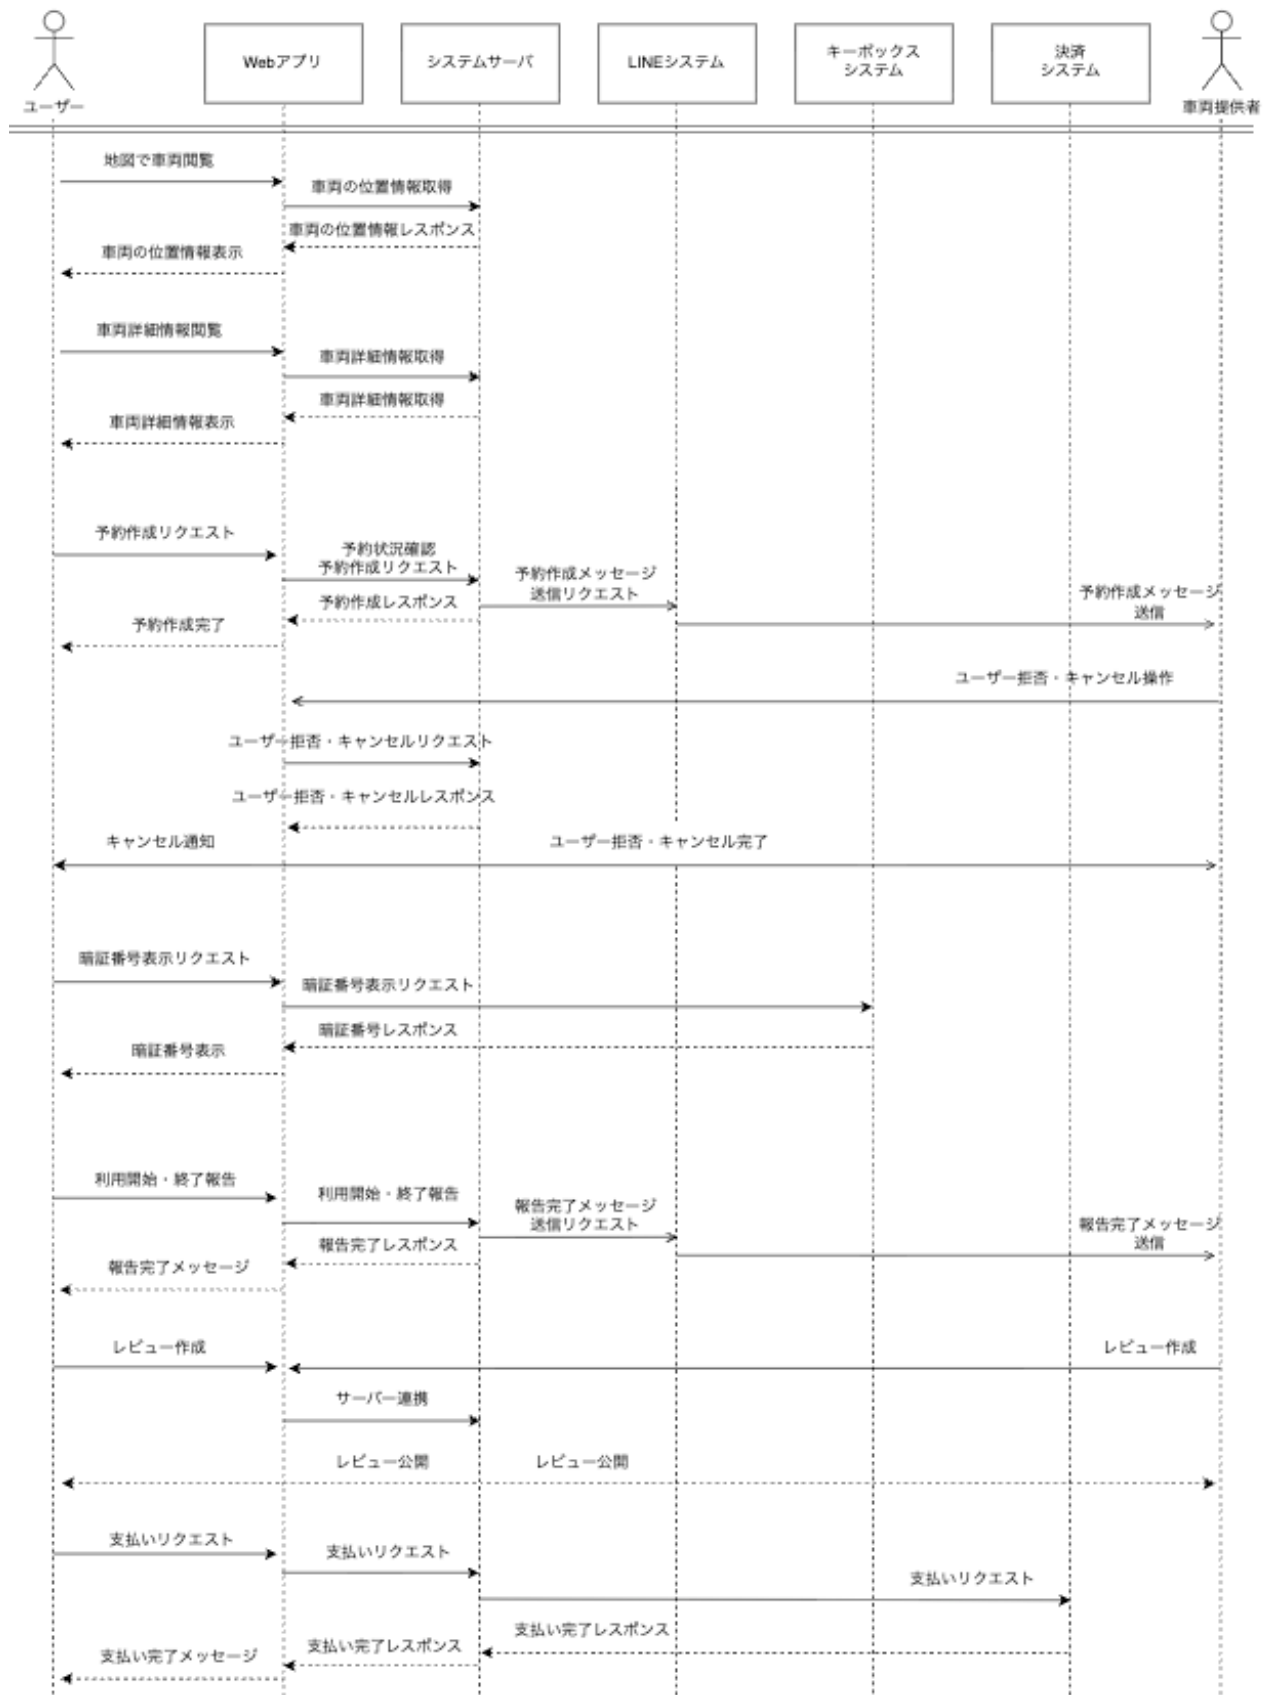 ユーザー
Webアプリ
システムサーバ
LINEシステム
キーボックス
システム
決済
システム
車両提供者
地図で車両閲覧
車両の位置情報取得
車両の位置情報レスポンス
車両の位置情報表示
車両詳細情報閲覧
車両詳細情報取得
車両詳細情報取得
車両詳細情報表示
予約作成リクエスト
予約状況確認
予約作成リクエスト
予約作成メッセージ
送信リクエスト
予約作成メッセージ
送信
予約作成レスポンス
予約作成完了
ユーザー拒否・キャンセル操作
ユーザー拒否・キャンセルリクエスト
ユーザー拒否・キャンセルレスポンス
キャンセル通知
ユーザー拒否・キャンセル完了
暗証番号表示リクエスト
暗証番号表示リクエスト
暗証番号レスポンス
暗証番号表示
利用開始・終了報告
利用開始・終了報告
報告完了メッセージ
送信リクエスト
報告完了メッセージ
送信
報告完了レスポンス
報告完了メッセージ
レビュー作成
レビュー作成
サーバー連携
レビュー公開
レビュー公開
支払いリクエスト
支払いリクエスト
支払いリクエスト
支払い完了レスポンス
支払い完了レスポンス
支払い完了メッセージ